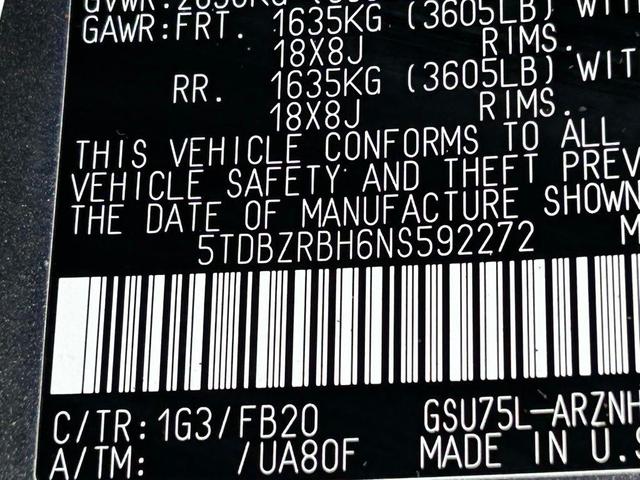 GAWR:FRT. 1635KG (3605LB) WIT
18X8J RIMS.
RR. 1635KG (3605LB) WIT
18X8J RIMS.
THIS VEHICLE CONFORMS TO ALL
VEHICLE SAFETY AND THEFT PREV
THE DATE OF MANUFACTURE SHOWN
5TDBZRBH6NS592272 M
C/TR:1G3/FB20 GSU75L-ARZNH
A/TM: /UA80F MADE IN U.S